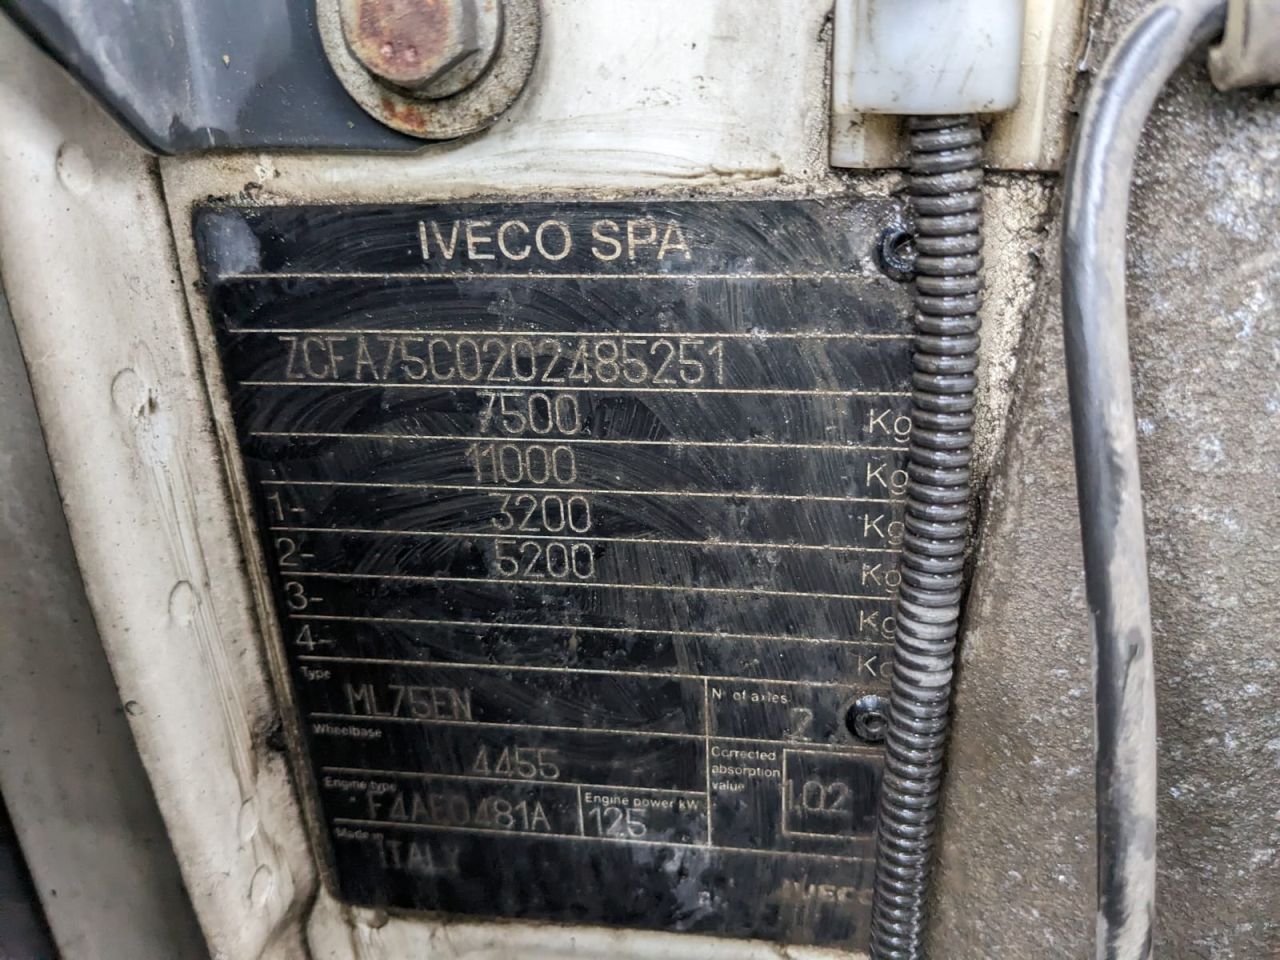 IVECO SPA
ZCFA75C0202485251
7500 Kg
11000 Kg
1- 3200 Kg
2- 5200 Kg
3- Kg
4- Kg
Type
ML75EN
N. of axles
2
Wheelbase
4455
Corrected absorption value
1.02
Engine type
F4AE0481A
Engine power kW
125
Made in
ITALY
IVECO